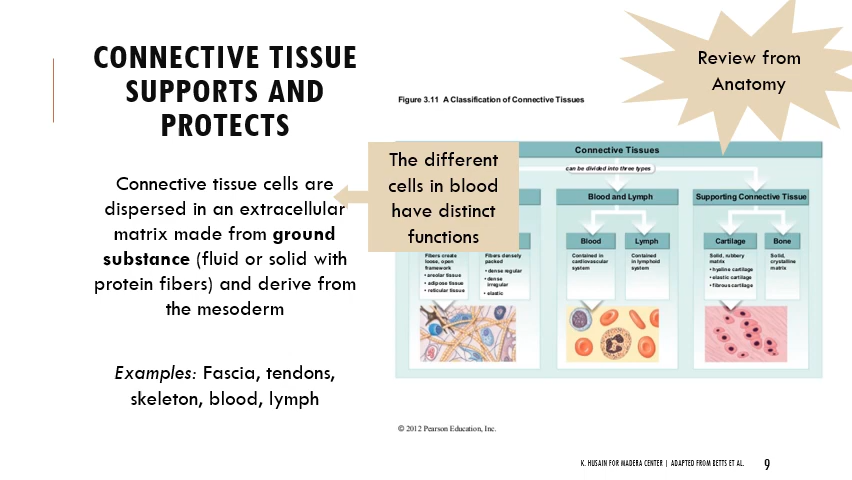 CONNECTIVE TISSUE
SUPPORTS AND
PROTECTS
Connective tissue cells are
dispersed in an extracellular
matrix made from ground
substance (fluid or solid with
protein fibers) and derive from
the mesoderm
Examples: Fascia, tendons,
skeleton, blood, lymph
Review from
Anatomy
The different
cells in blood
have distinct
functions
Figure 3.11 A Classification of Connective Tissues
Connective Tissues
can be divided into three types
Blood and Lymph
Supporting Connective Tissue
Fibers create
loose, open
framework
• areolar tissue
• adipose tissue
• reticular tissue
Fibers densely
packed
• dense regular
• dense
irregular
• elastic
Blood
Contained in
cardiovascular
system
Lymph
Contained
in lymphoid
system
Cartilage
Solid, rubbery
matrix
• hyaline cartilage
• elastic cartilage
• fibrous cartilage
Bone
Solid,
crystalline
matrix
© 2012 Pearson Education, Inc.
K. HUSAIN FOR MADERA CENTER | ADAPTED FROM BETTS ET AL.
9